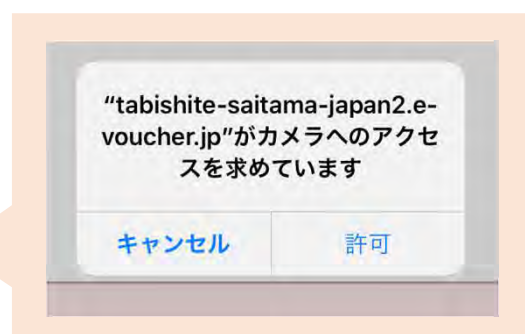 “tabishite-saitama-japan2.e-
voucher.jp”がカメラへのアクセ
スを求めています
キャンセル
許可